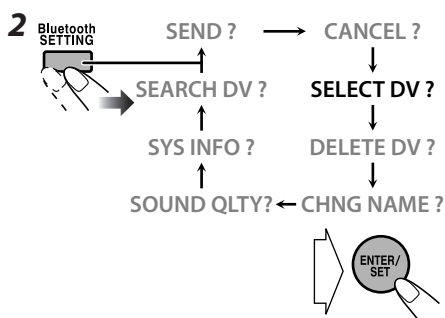 2 Bluetooth SETTING
SEND ? CANCEL ?
SEARCH DV ? SELECT DV ?
SYS INFO ? DELETE DV ?
SOUND QLTY? CHNG NAME ?
ENTER/
SET